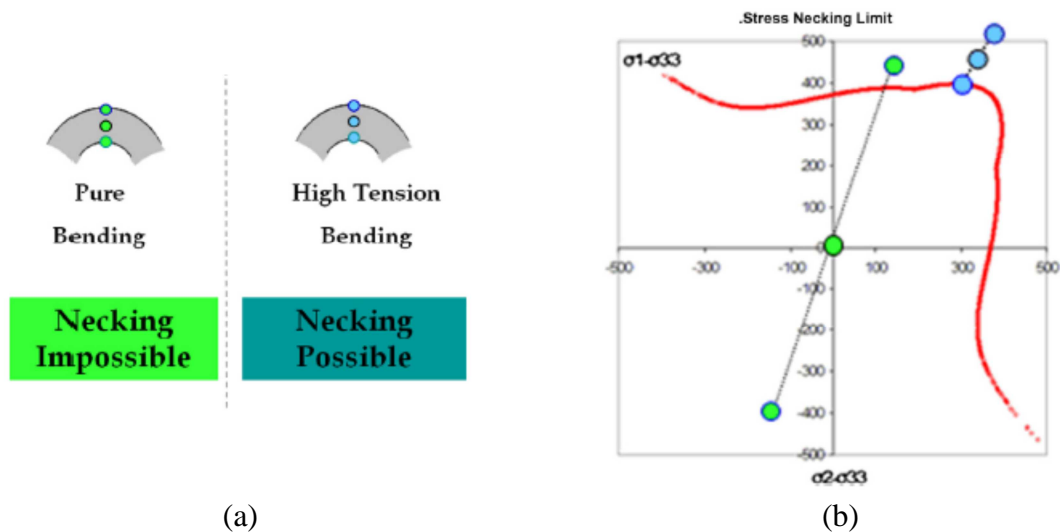 Pure
Bending
Necking
Impossible
High Tension
Bending
Necking
Possible
(a)
.Stress Necking Limit
σ1-σ33
500
400
300
200
100
0
-100
-200
-300
-400
-500
-500
-300
-100
100
300
500
σ2-σ33
(b)